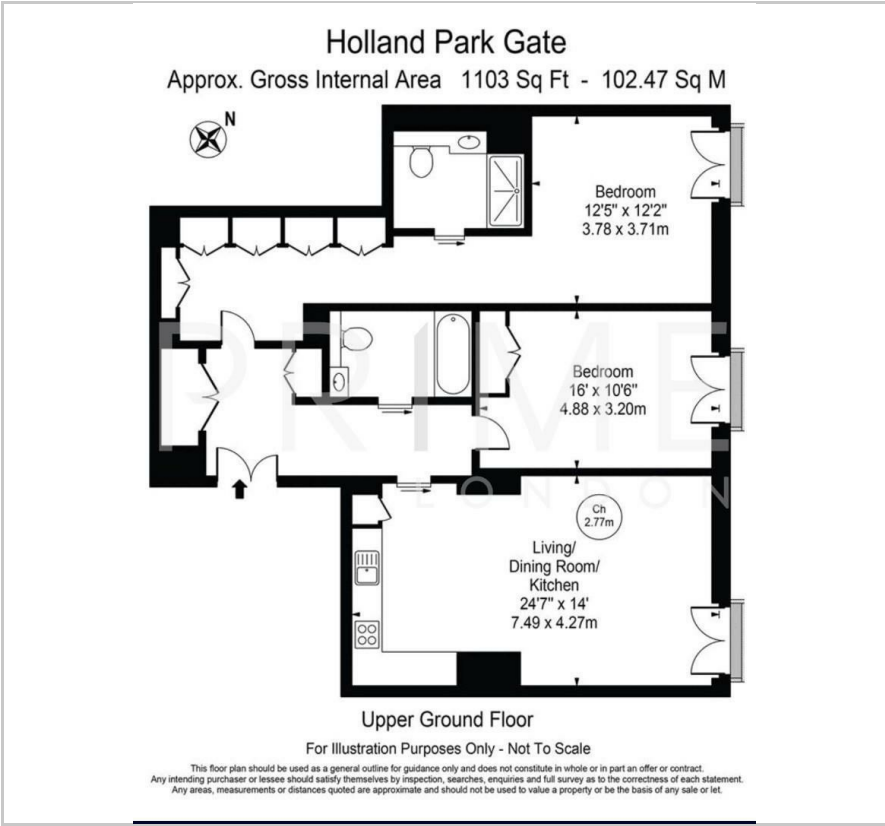 Holland Park Gate
Approx. Gross Internal Area 1103 Sq Ft - 102.47 Sq M
N
Bedroom
12'5" x 12'2"
3.78 x 3.71m
PRIME
LONDON
Bedroom
16' x 10'6"
4.88 x 3.20m
Ch
2.77m
Living/
Dining Room/
Kitchen
24'7" x 14'
7.49 x 4.27m
Upper Ground Floor
For Illustration Purposes Only - Not To Scale
This floor plan should be used as a general outline for guidance only and does not constitute in whole or in part an offer or contract.
Any intending purchaser or lessee should satisfy themselves by inspection, searches, enquiries and full survey as to the correctness of each statement.
Any areas, measurements or distances quoted are approximate and should not be used to value a property or be the basis of any sale or let.